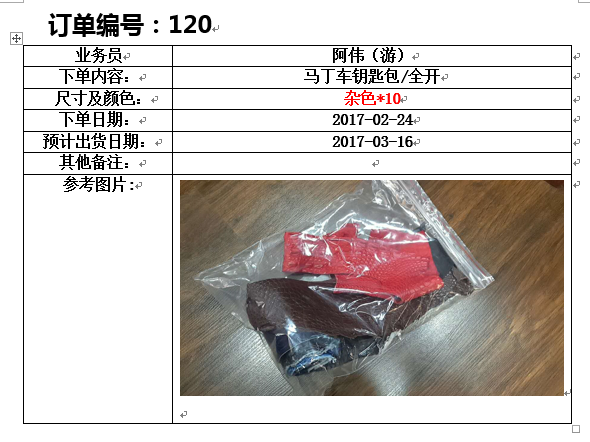 订单编号：120
业务员 阿伟（游）
下单内容： 马丁车钥匙包/全开
尺寸及颜色： 杂色*10
下单日期： 2017-02-24
预计出货日期： 2017-03-16
其他备注：
参考图片: